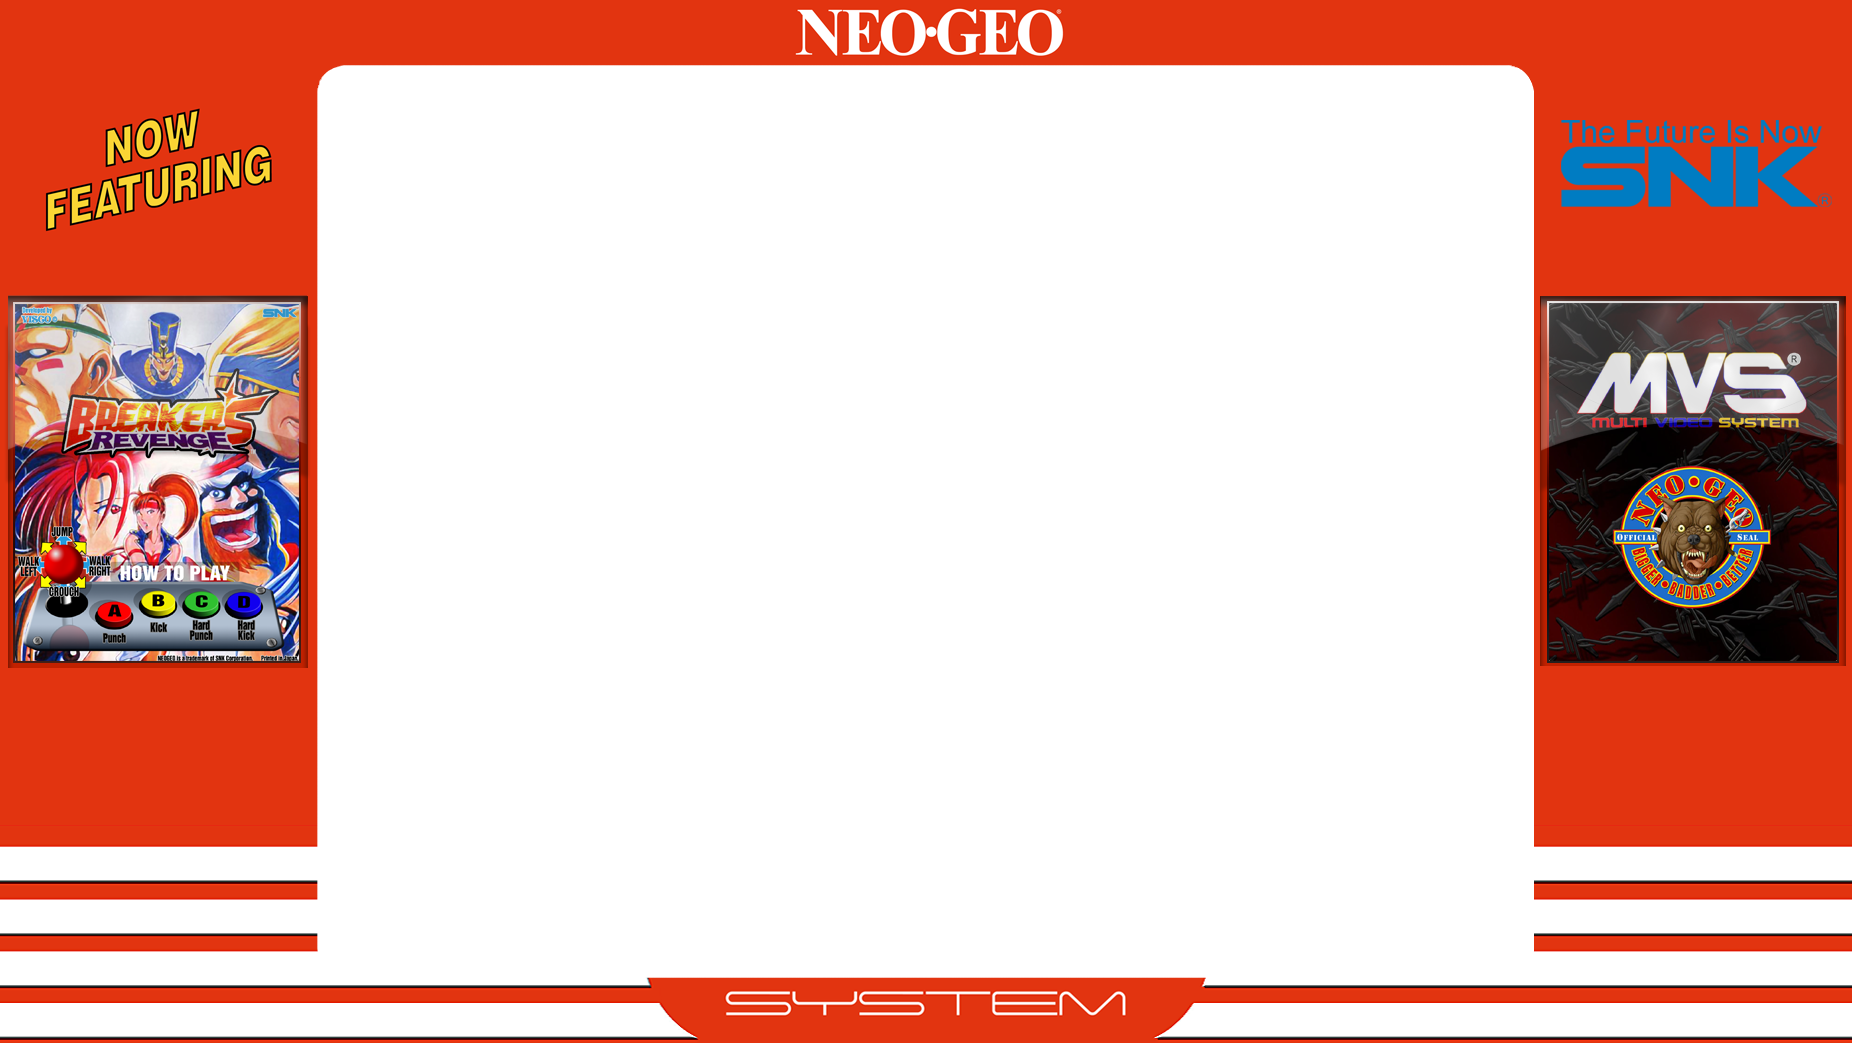 NEO•GEO®
NOW
FEATURING
Developed by
VISCO
SNK
BREAKERS
REVENGE
JUMP
WALK
LEFT
WALK
RIGHT
CROUCH
HOW TO PLAY
A
B
C
D
Punch
Kick
Hard
Punch
Hard
Kick
NEOGEO is a trademark of SNK Corporation. Printed in Japan
The Future Is Now
SNK®
MVS®
MULTI VIDEO SYSTEM
NEO•GEO
OFFICIAL SEAL
BIGGER•BADDER•BETTER
SYSTEM